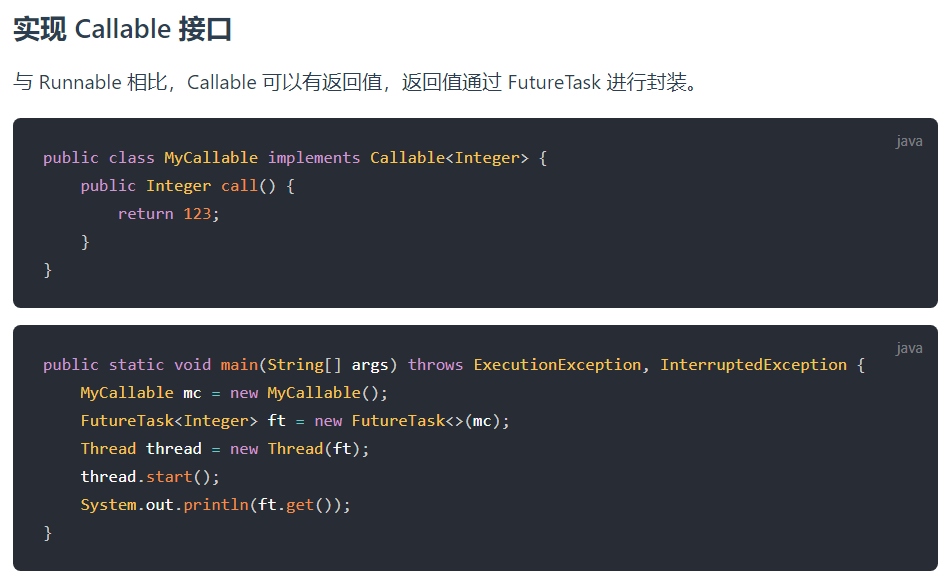 实现 Callable 接口
与 Runnable 相比，Callable 可以有返回值，返回值通过 FutureTask 进行封装。
java
public class MyCallable implements Callable<Integer> {
    public Integer call() {
        return 123;
    }
}
java
public static void main(String[] args) throws ExecutionException, InterruptedException {
    MyCallable mc = new MyCallable();
    FutureTask<Integer> ft = new FutureTask<>(mc);
    Thread thread = new Thread(ft);
    thread.start();
    System.out.println(ft.get());
}